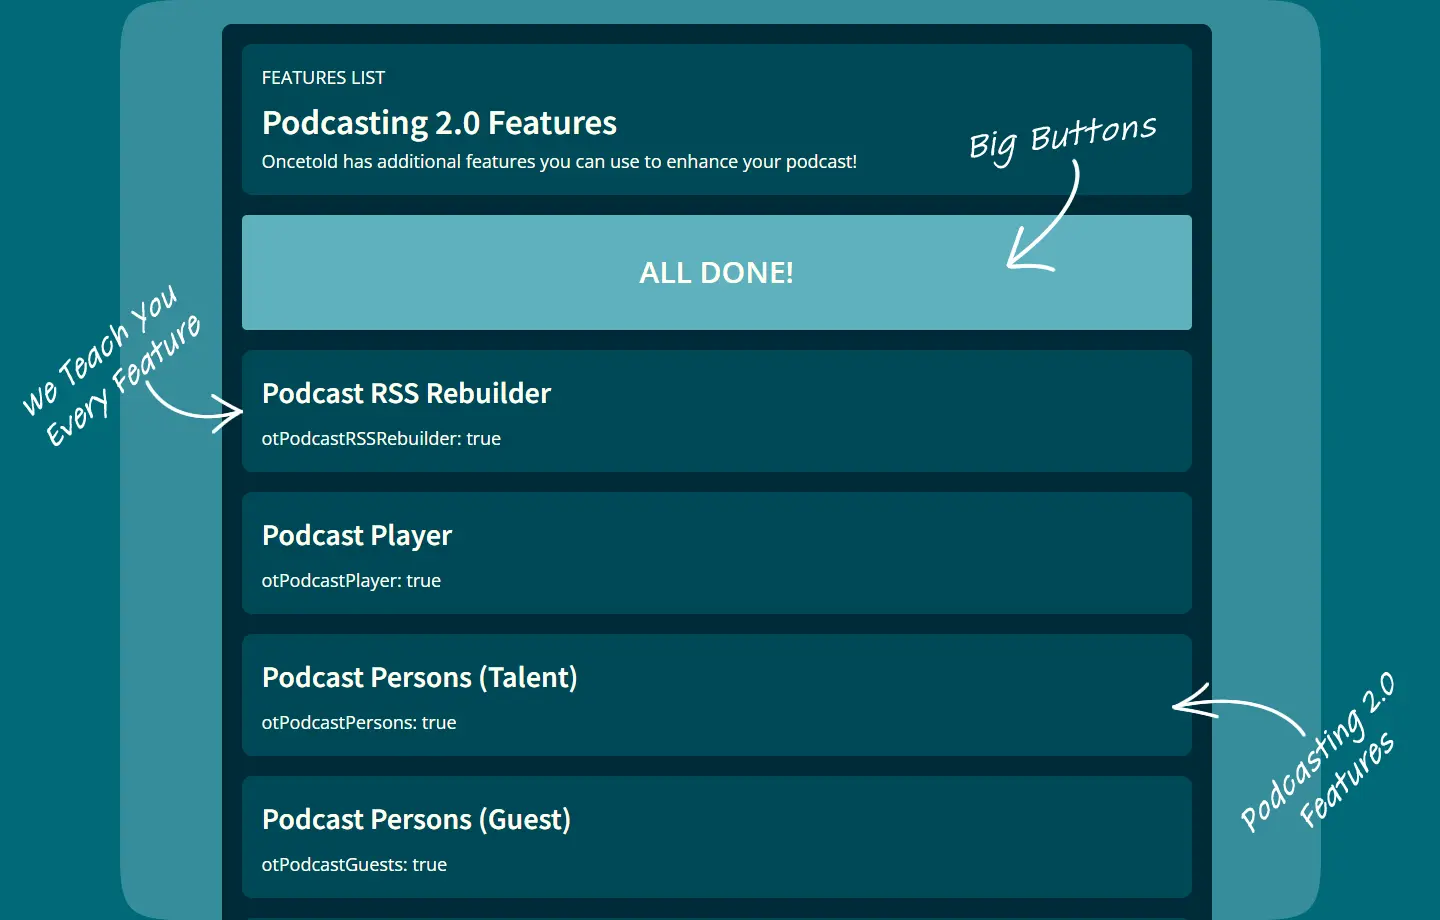 FEATURES LIST
Podcasting 2.0 Features
Oncetold has additional features you can use to enhance your podcast!
Big Buttons
ALL DONE!
We Teach You
Every Feature
Podcast RSS Rebuilder
otPodcastRSSRebuilder: true
Podcast Player
otPodcastPlayer: true
Podcast Persons (Talent)
otPodcastPersons: true
Podcasting 2.0
Features
Podcast Persons (Guest)
otPodcastGuests: true